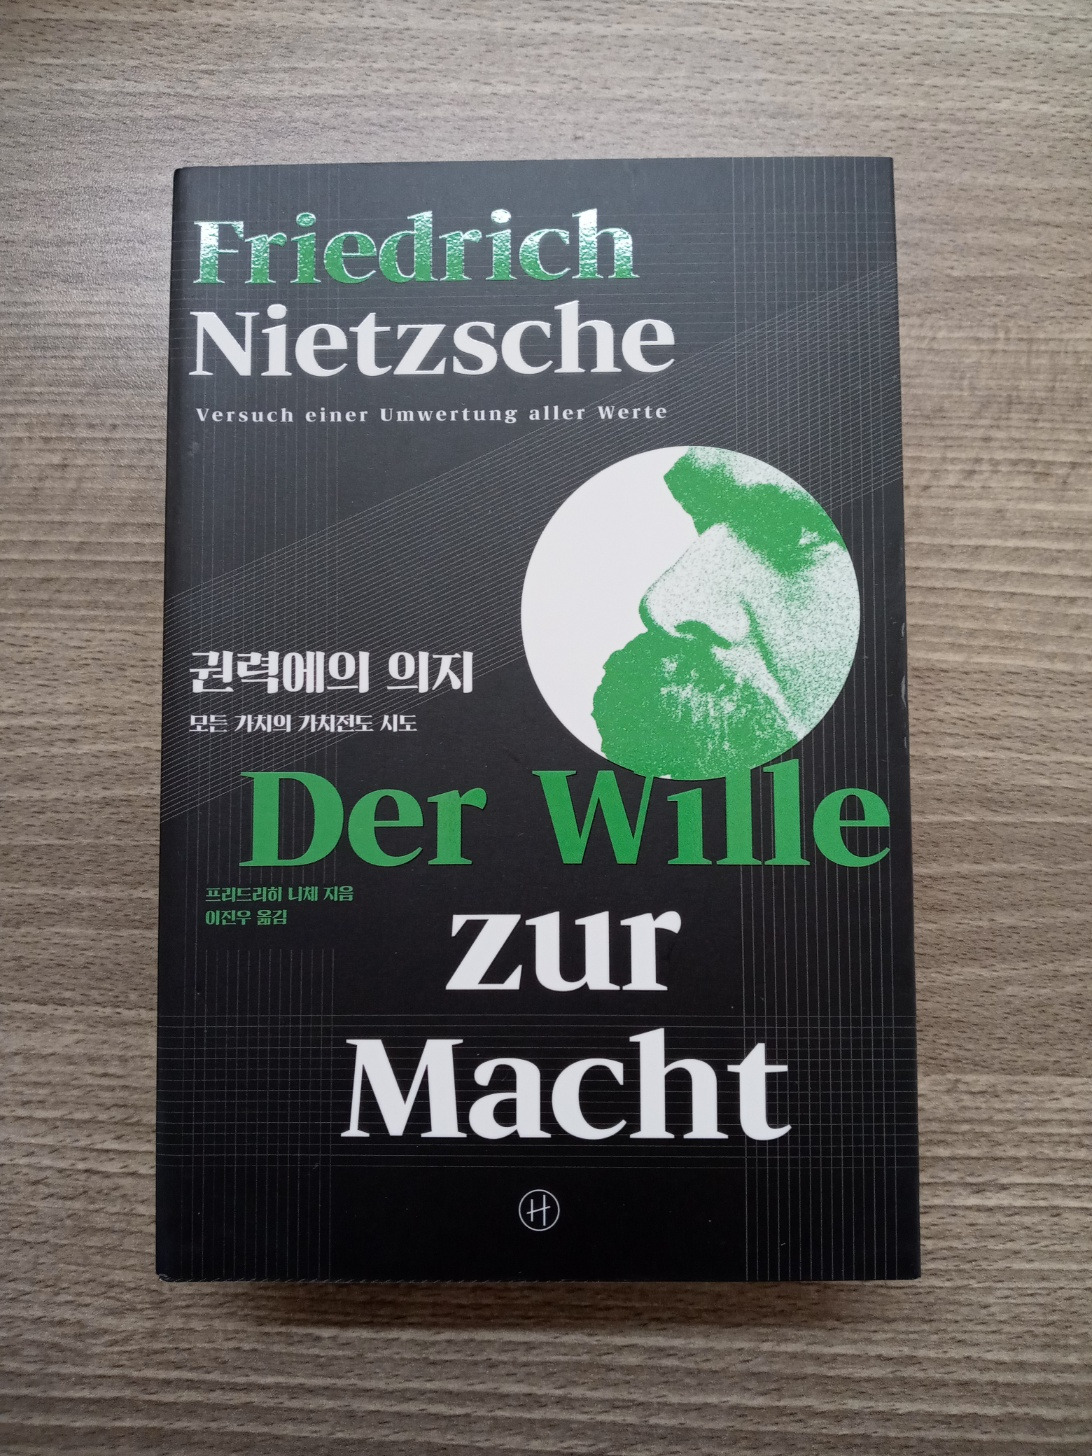 Friedrich
Nietzsche
Versuch einer Umwertung aller Werte
권력에의 의지
모든 가치의 가치전도 시도
Der Wille
zur
Macht
프리드리히 니체 지음
이진우 옮김
H